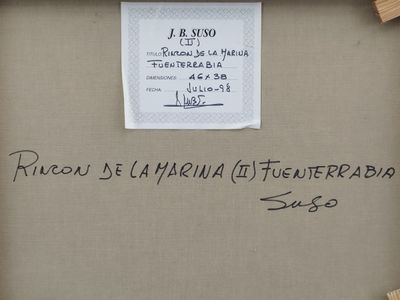 J. B. SUSO
(II)
TITULO: RINCON DE LA MARINA
FUENTERRABIA
DIMENSIONES: 46 X 38
FECHA: JULIO-98
RINCON DE LA MARINA (II) FUENTERRABIA
Suso